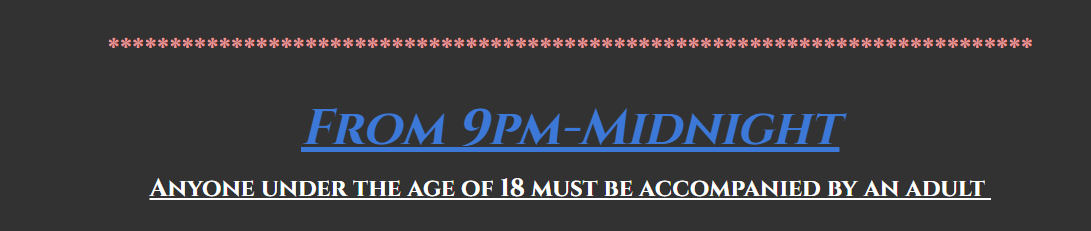 ***************************************************************************
From 9pm-Midnight
Anyone under the age of 18 must be accompanied by an adult